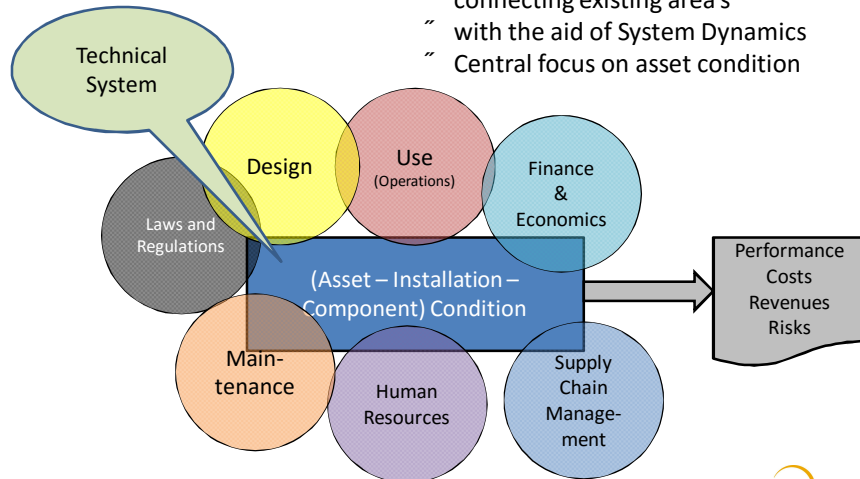 connecting existing area's
˝ with the aid of System Dynamics
˝ Central focus on asset condition
Technical
System
Design
Use
(Operations)
Finance
&
Economics
Laws and
Regulations
(Asset – Installation –
Component) Condition
Performance
Costs
Revenues
Risks
Main-
tenance
Human
Resources
Supply
Chain
Manage-
ment